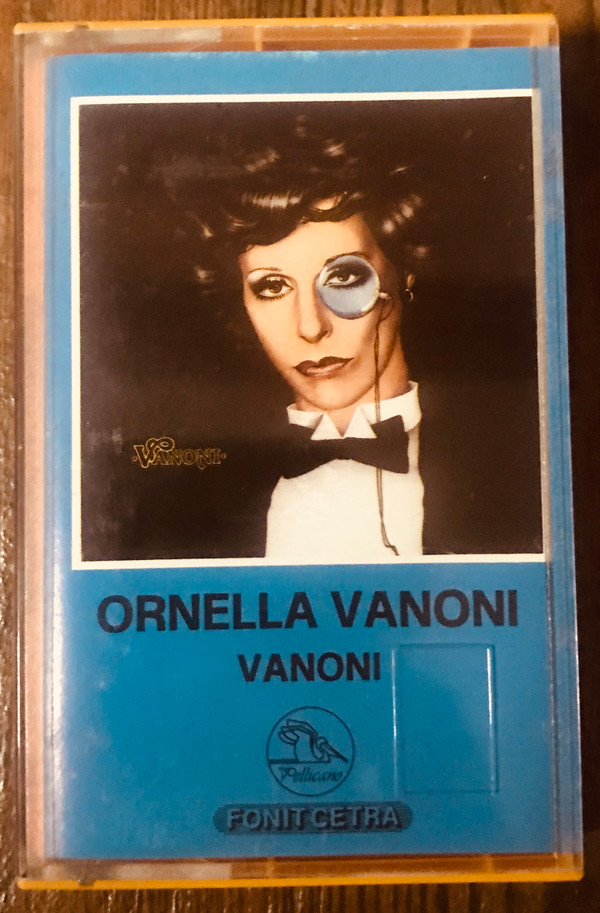 ·VANONI·
ORNELLA VANONI
VANONI
Pellicano
FONIT CETRA